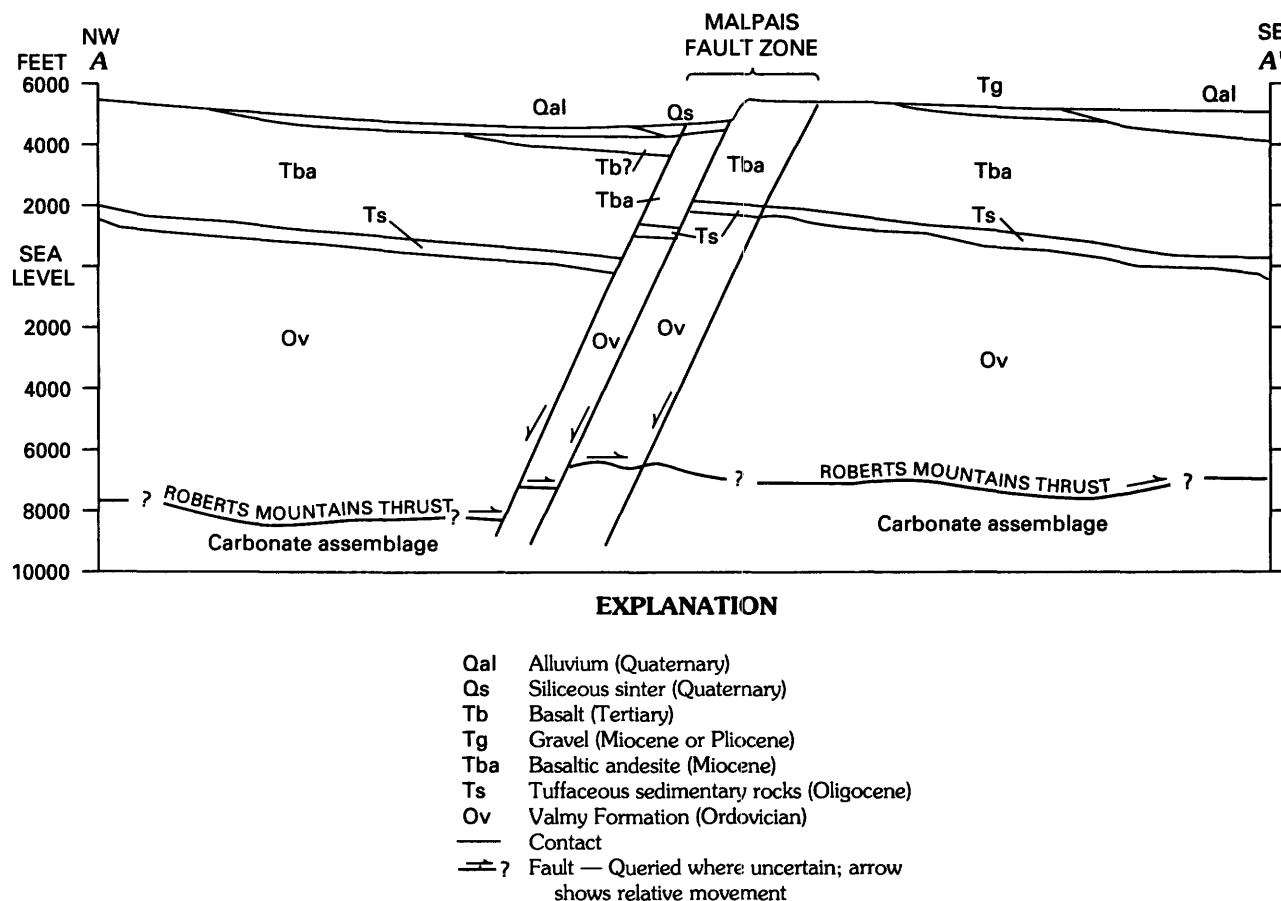 MALPAIS
FAULT ZONE
NW
SE
FEET
A
A'
6000
4000
2000
SEA
LEVEL
2000
4000
6000
8000
10000
Qal
Qs
Tg
Qal
Tba
Tb?
Tba
Tba
Tba
Ts
Ts
Ts
Ov
Ov
Ov
Ov
? ROBERTS MOUNTAINS THRUST ?
Carbonate assemblage
? ROBERTS MOUNTAINS THRUST ?
Carbonate assemblage
EXPLANATION
Qal Alluvium (Quaternary)
Qs Siliceous sinter (Quaternary)
Tb Basalt (Tertiary)
Tg Gravel (Miocene or Pliocene)
Tba Basaltic andesite (Miocene)
Ts Tuffaceous sedimentary rocks (Oligocene)
Ov Valmy Formation (Ordovician)
Contact
? Fault — Queried where uncertain; arrow
shows relative movement